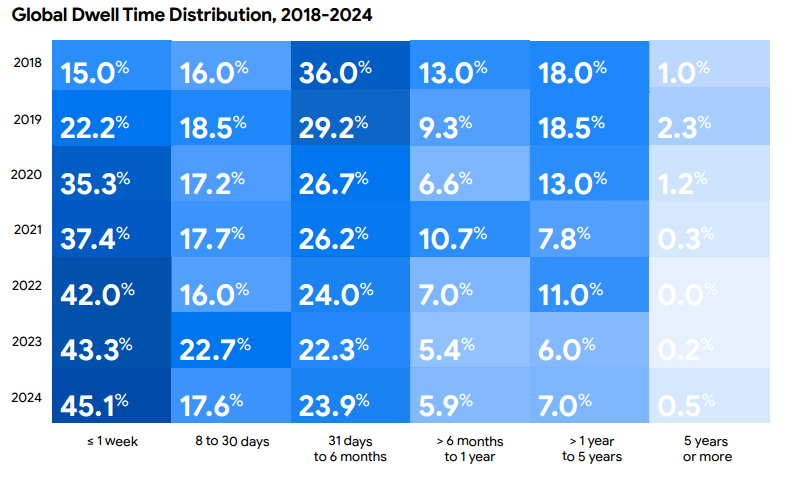 Global Dwell Time Distribution, 2018-2024
2018 15.0% 16.0% 36.0% 13.0% 18.0% 1.0%
2019 22.2% 18.5% 29.2% 9.3% 18.5% 2.3%
2020 35.3% 17.2% 26.7% 6.6% 13.0% 1.2%
2021 37.4% 17.7% 26.2% 10.7% 7.8% 0.3%
2022 42.0% 16.0% 24.0% 7.0% 11.0% 0.0%
2023 43.3% 22.7% 22.3% 5.4% 6.0% 0.2%
2024 45.1% 17.6% 23.9% 5.9% 7.0% 0.5%
≤ 1 week 8 to 30 days 31 days > 6 months > 1 year 5 years
to 6 months to 1 year to 5 years or more